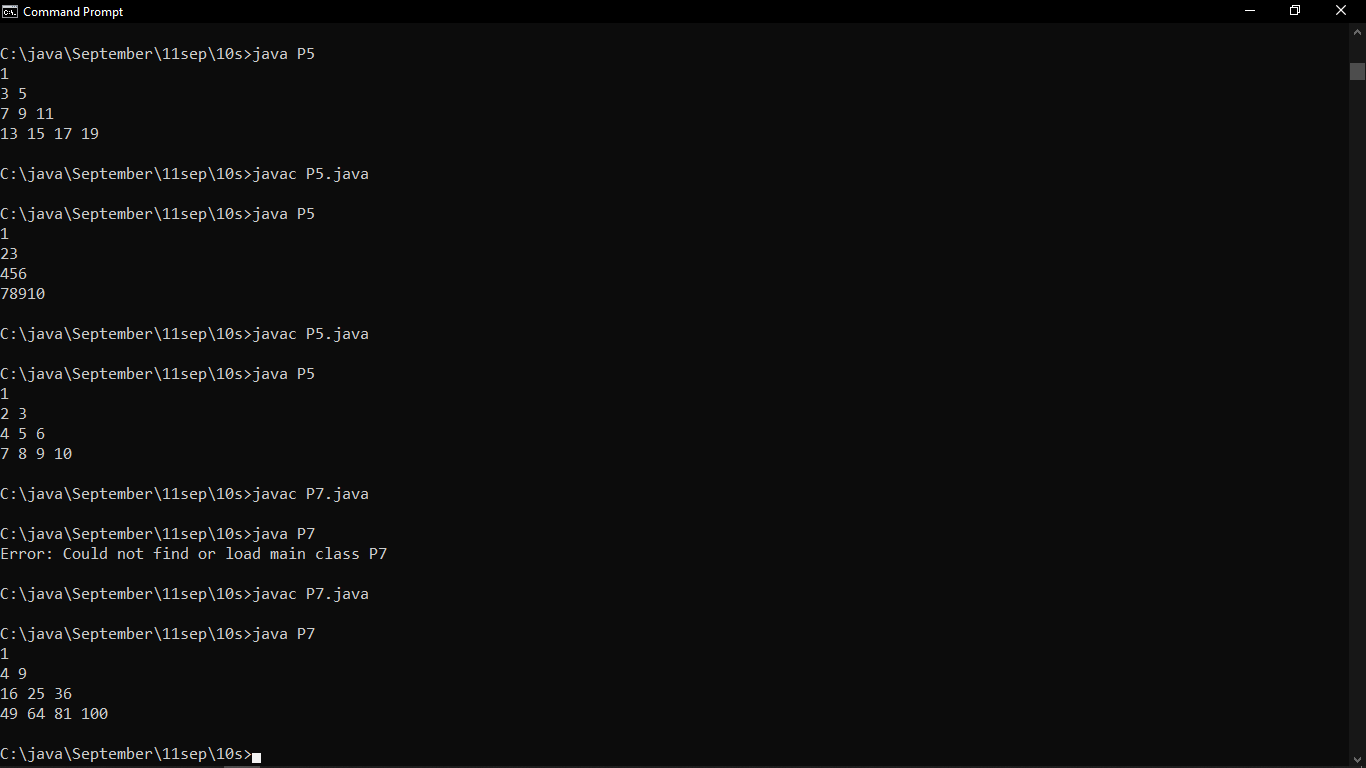 Command Prompt
C:\java\September\11sep\10s>java P5
1
3 5
7 9 11
13 15 17 19
C:\java\September\11sep\10s>javac P5.java
C:\java\September\11sep\10s>java P5
1
23
456
78910
C:\java\September\11sep\10s>javac P5.java
C:\java\September\11sep\10s>java P5
1
2 3
4 5 6
7 8 9 10
C:\java\September\11sep\10s>javac P7.java
C:\java\September\11sep\10s>java P7
Error: Could not find or load main class P7
C:\java\September\11sep\10s>javac P7.java
C:\java\September\11sep\10s>java P7
1
4 9
16 25 36
49 64 81 100
C:\java\September\11sep\10s>